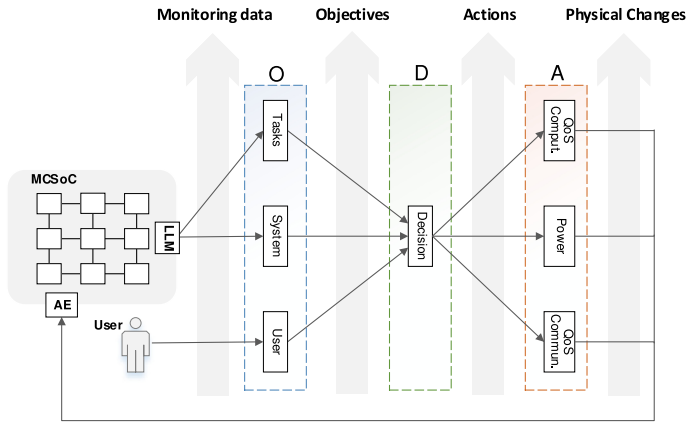 Monitoring data
Objectives
Actions
Physical Changes
O
D
A
Tasks
QoS
Comput.
MCSoC
LLM
System
Decision
Power
AE
User
User
QoS
Commun.